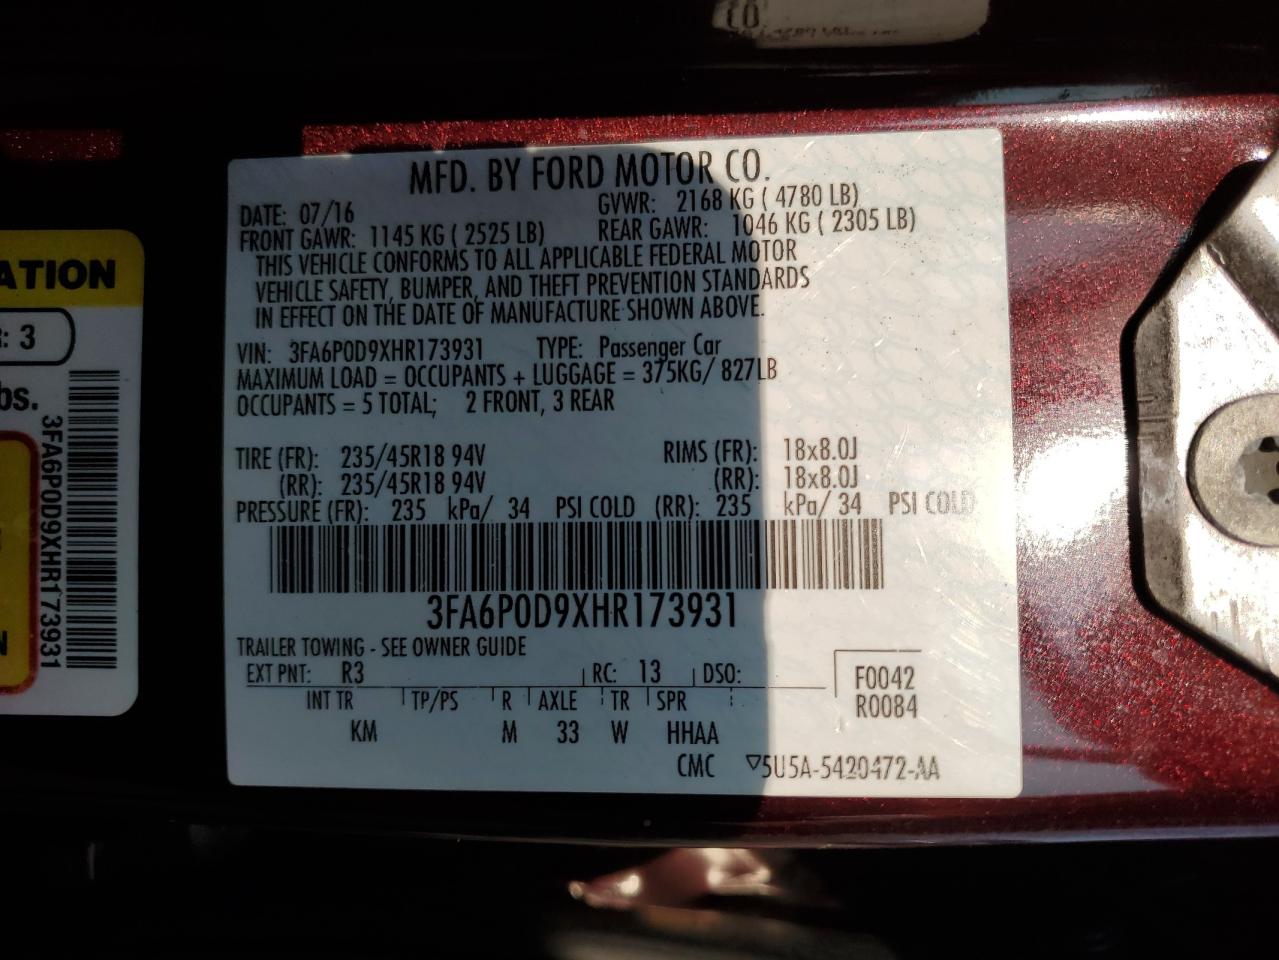 MFD. BY FORD MOTOR CO.
DATE: 07/16 GVWR: 2168 KG ( 4780 LB)
FRONT GAWR: 1145 KG ( 2525 LB) REAR GAWR: 1046 KG ( 2305 LB)
THIS VEHICLE CONFORMS TO ALL APPLICABLE FEDERAL MOTOR
VEHICLE SAFETY, BUMPER, AND THEFT PREVENTION STANDARDS
IN EFFECT ON THE DATE OF MANUFACTURE SHOWN ABOVE.
VIN: 3FA6P0D9XHR173931 TYPE: Passenger Car
MAXIMUM LOAD = OCCUPANTS + LUGGAGE = 375KG/ 827LB
OCCUPANTS = 5 TOTAL; 2 FRONT, 3 REAR
TIRE (FR): 235/45R18 94V RIMS (FR): 18x8.0J
(RR): 235/45R18 94V (RR): 18x8.0J
PRESSURE (FR): 235 kPa/ 34 PSI COLD (RR): 235 kPa/ 34 PSI COLD
3FA6P0D9XHR173931
TRAILER TOWING - SEE OWNER GUIDE
EXT PNT: R3 RC: 13 DSO:
INT TR TP/PS R AXLE TR SPR
KM M 33 W HHAA
F0042
R0084
CMC ▽5U5A-5420472-AA
ATION
: 3
bs.
3FA6P0D9XHR173931
N